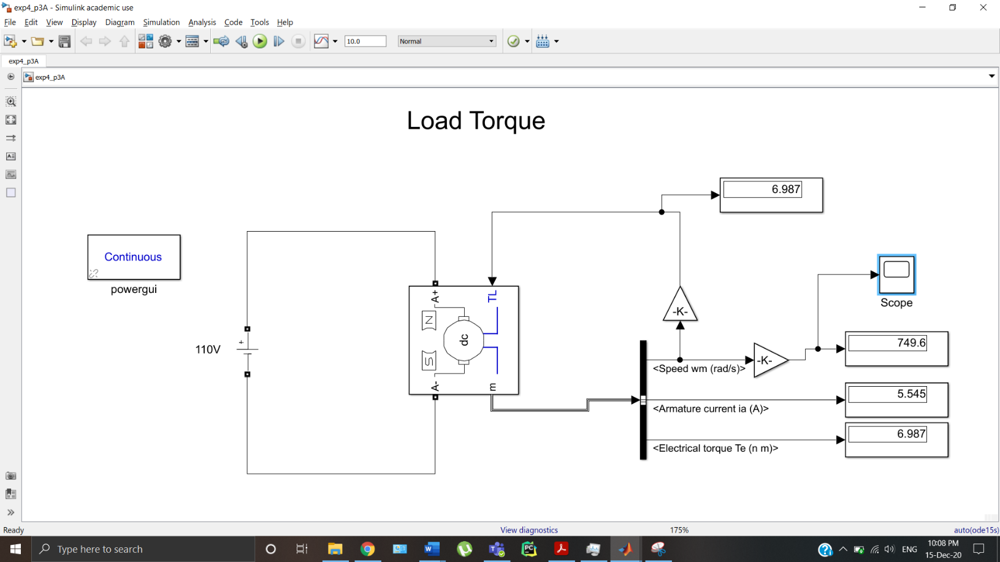 exp4_p3A - Simulink academic use
File Edit View Display Diagram Simulation Analysis Code Tools Help
10.0 Normal
exp4_p3A
exp4_p3A
Load Torque
6.987
Continuous
powergui
A+
TL
N
dc
S
A-
m
110V
-K-
-K-
Scope
749.6
<Speed wm (rad/s)>
5.545
<Armature current ia (A)>
6.987
<Electrical torque Te (n m)>
Ready View diagnostics 175% auto(ode15s)
Type here to search
ENG
10:08 PM
15-Dec-20